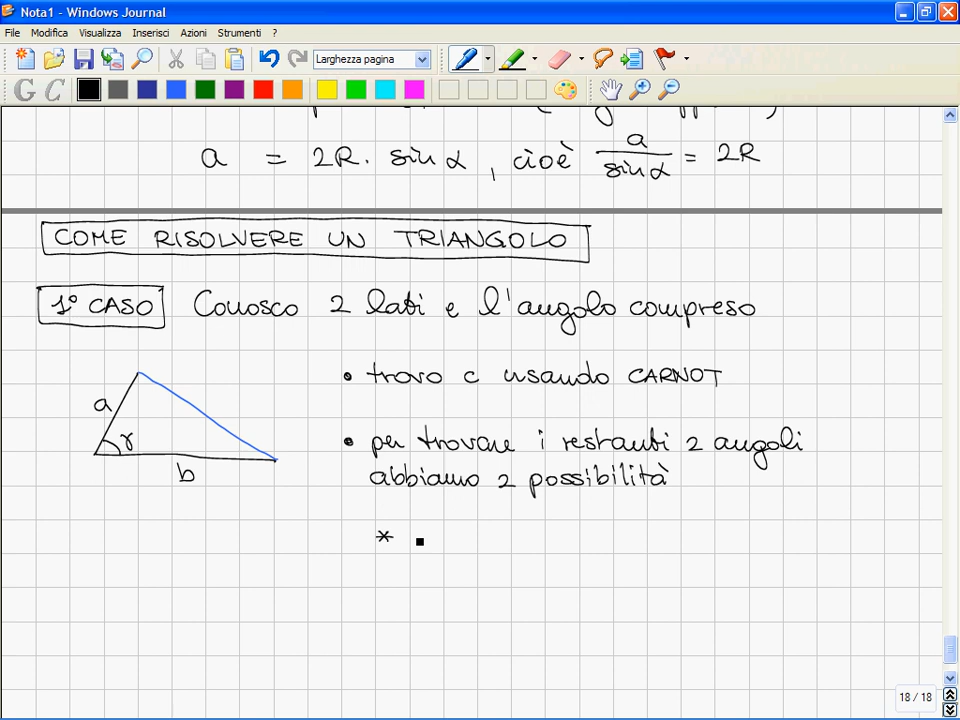 Nota1 - Windows Journal
File Modifica Visualizza Inserisci Azioni Strumenti ?
Larghezza pagina
G C
a = 2R. sin α, cioè a/sin α = 2R
COME RISOLVERE UN TRIANGOLO
1° CASO Conosco 2 lati e l'angolo compreso
• trovo c usando CARNOT
a
γ
b
• per trovare i restanti 2 angoli
abbiamo 2 possibilità
*
18 / 18